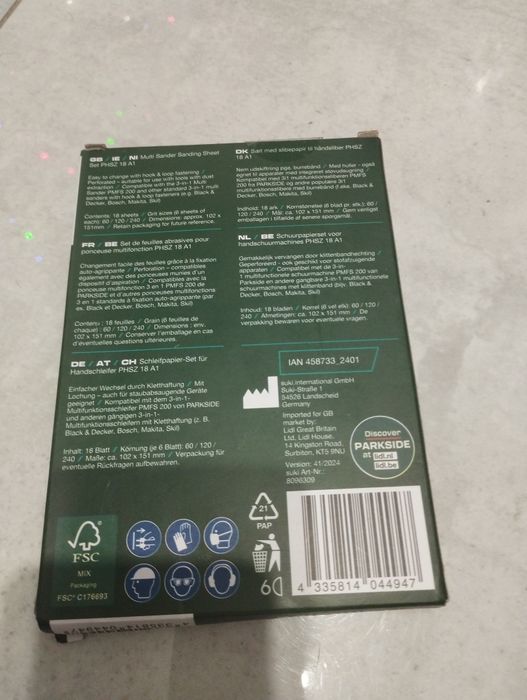 GB / IE / NI Multi Sander Sanding Sheet
Set PHSZ 18 A1
Easy to change with hook & loop fastening /
Perforated - suitable for use with tools with dust
extraction / Compatible with the 3-in-1 Multi
Sander PMFS 200 and other standard 3-in-1 multi
sanders with hook & loop fasteners (e.g. Black &
Decker, Bosch, Makita, Skil)
Contents: 18 sheets / Grit sizes (6 sheets of
each): 60 / 120 / 240 / Dimensions: approx. 102 x
151mm / Retain packaging for future reference.
FR / BE Set de feuilles abrasives pour
ponceuse multifonction PHSZ 18 A1
Changement facile des feuilles grâce à la fixation
auto-agrippante / Perforation - compatibles
également avec des ponceuses munies d'un
dispositif d'aspiration / Compatibles avec la
ponceuse multifonction 3 en 1 PMFS 200 de
PARKSIDE et d'autres ponceuses multifonctions
3 en 1 standards à fixation auto-agrippante (par
ex. Black et Decker, Bosch, Makita, Skil)
Contenu : 18 feuilles / Grain (6 feuilles de
chaque) : 60 / 120 / 240 / Dimensions : env.
102 x 151 mm / Conserver l'emballage en cas
d'éventuelles questions ultérieures.
DE / AT / CH Schleifpapier-Set für
Handschleifer PHSZ 18 A1
Einfacher Wechsel durch Kletthaftung / Mit
Lochung - auch für staubabsaugende Geräte
geeignet / Kompatibel mit dem 3-in-1-
Multifunktionsschleifer PMFS 200 von PARKSIDE
und anderen gängigen 3-in-1-
Multifunktionsschleifern mit Kletthaftung (z. B.
Black & Decker, Bosch, Makita, Skil)
Inhalt: 18 Blatt / Körnung (je 6 Blatt): 60 / 120 /
240 / Maße: ca. 102 x 151 mm / Verpackung für
eventuelle Rückfragen aufbewahren.
DK Sæt med slibepapir til håndsliber PHSZ
18 A1
Nem udskiftning pga. burrebånd / Med huller - også
egnet til apparater med integreret støvudsugning /
Kompatibel med 3i1 multifunktionssliberen PMFS
200 fra PARKSIDE og andre populære 3i1
multifunktionsslibere med burrebånd (f.eks. Black &
Decker, Bosch, Makita, Skil)
Indhold: 18 ark / Kornstørrelse (6 blad pr. stk.): 60 /
120 / 240 / Mål: ca. 102 x 151 mm / Gem venligst
emballagen i tilfælde af senere spørgsmål.
NL / BE Schuurpapierset voor
handschuurmachines PHSZ 18 A1
Gemakkelijk vervangen door klittenbandhechting /
Geperforeerd - ook geschikt voor stofafzuigende
apparaten / Compatibel met de 3-in-
1 multifunctionele schuurmachine PMFS 200 van
Parkside en andere gangbare 3-in-1 multifunctionele
schuurmachines met klittenband (bijv. Black &
Decker, Bosch, Makita, Skil)
Inhoud: 18 bladen / Korrel (6 vel elk): 60 / 120 /
240 / Afmetingen: ca. 102 x 151 mm / De
verpakking bewaren voor eventuele vragen.
IAN 458733_2401
suki.international GmbH
Suki-Straße 1
54526 Landscheid
Germany
Imported for GB
market by:
Lidl Great Britain
Ltd. Lidl House,
14 Kingston Road,
Surbiton, KT5 9NU
Version: 41/2024
suki Art-Nr.:
8096309
Discover
PARKSIDE
at lidl.nl
lidl.be
21
PAP
FSC
MIX
Packaging
FSC® C176693
4 335814 044947